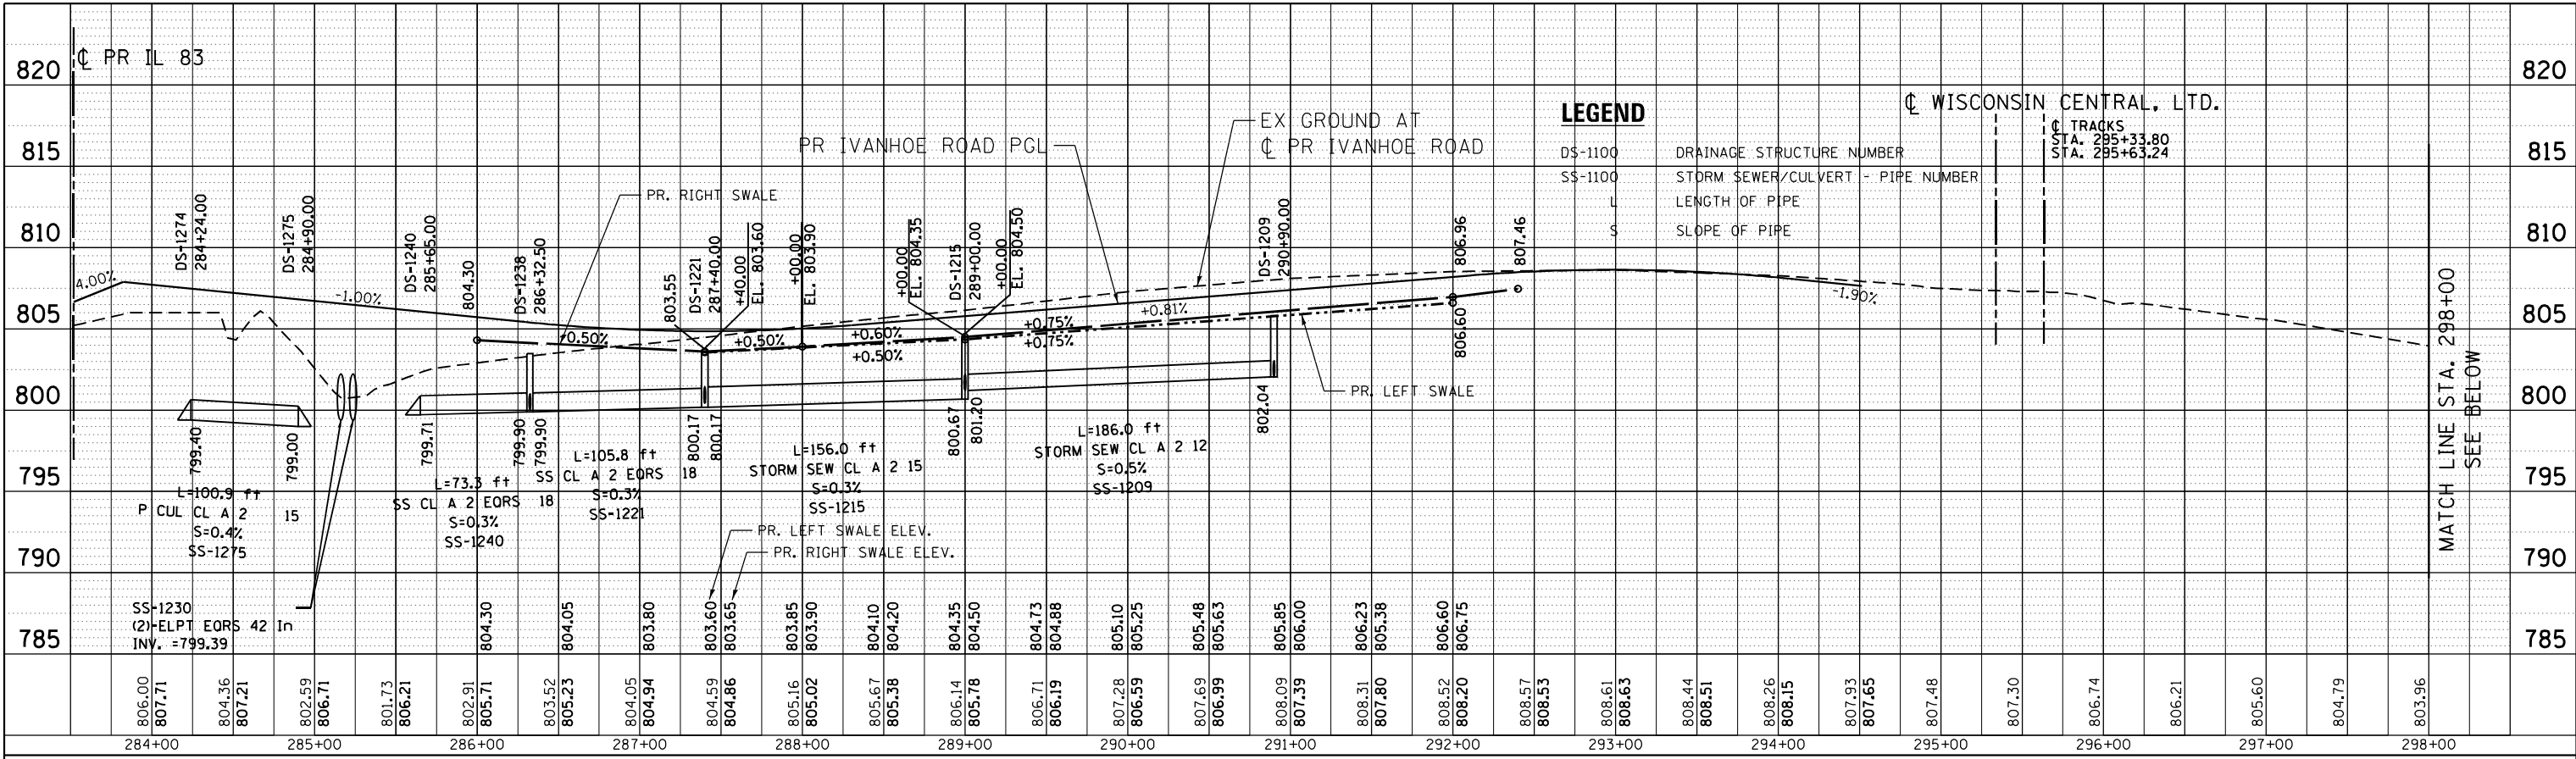 ℄ PR IL 83
820
820
815
815
810
810
805
805
800
800
795
795
790
790
785
785
4.00%
DS-1274
284+24.00
DS-1275
284+90.00
-1.00%
DS-1240
285+65.00
804.30
DS-1238
286+32.50
+0.50%
PR. RIGHT SWALE
803.55
DS-1221
287+40.00
+40.00
EL. 803.60
+0.50%
+00.00
EL. 803.90
+0.60%
+0.50%
+00.00
EL. 804.35
DS-1215
289+00.00
+00.00
EL. 804.50
+0.75%
+0.75%
+0.81%
PR IVANHOE ROAD PGL
EX GROUND AT
℄ PR IVANHOE ROAD
DS-1209
290+90.00
PR. LEFT SWALE
806.96
806.60
807.46
LEGEND
DS-1100 DRAINAGE STRUCTURE NUMBER
SS-1100 STORM SEWER/CULVERT - PIPE NUMBER
L LENGTH OF PIPE
S SLOPE OF PIPE
℄ WISCONSIN CENTRAL, LTD.
℄ TRACKS
STA. 295+33.80
STA. 295+63.24
-1.90%
MATCH LINE STA. 298+00
SEE BELOW
799.40
799.00
L=100.9 ft
P CUL CL A 2 15
S=0.4%
SS-1275
799.71
799.90
799.90
L=73.3 ft
SS CL A 2 EQRS 18
S=0.3%
SS-1240
L=105.8 ft
SS CL A 2 EQRS 18
S=0.3%
SS-1221
800.17
800.17
L=156.0 ft
STORM SEW CL A 2 15
S=0.3%
SS-1215
800.67
801.20
L=186.0 ft
STORM SEW CL A 2 12
S=0.5%
SS-1209
802.04
SS-1230
(2)-ELPT EQRS 42 In
INV. =799.39
PR. LEFT SWALE ELEV.
PR. RIGHT SWALE ELEV.
804.30
804.05
803.80
803.60
803.65
803.85
803.90
804.10
804.20
804.35
804.50
804.73
804.88
805.10
805.25
805.48
805.63
805.85
806.00
806.23
805.38
806.60
806.75
806.00
807.71
804.36
807.21
802.59
806.71
801.73
806.21
802.91
805.71
803.52
805.23
804.05
804.94
804.59
804.86
805.16
805.02
805.67
805.38
806.14
805.78
806.71
806.19
807.28
806.59
807.69
806.99
808.09
807.39
808.31
807.80
808.52
808.20
808.57
808.53
808.61
808.63
808.44
808.51
808.26
808.15
807.93
807.65
807.48
807.30
806.74
806.21
805.60
804.79
803.96
284+00 285+00 286+00 287+00 288+00 289+00 290+00 291+00 292+00 293+00 294+00 295+00 296+00 297+00 298+00